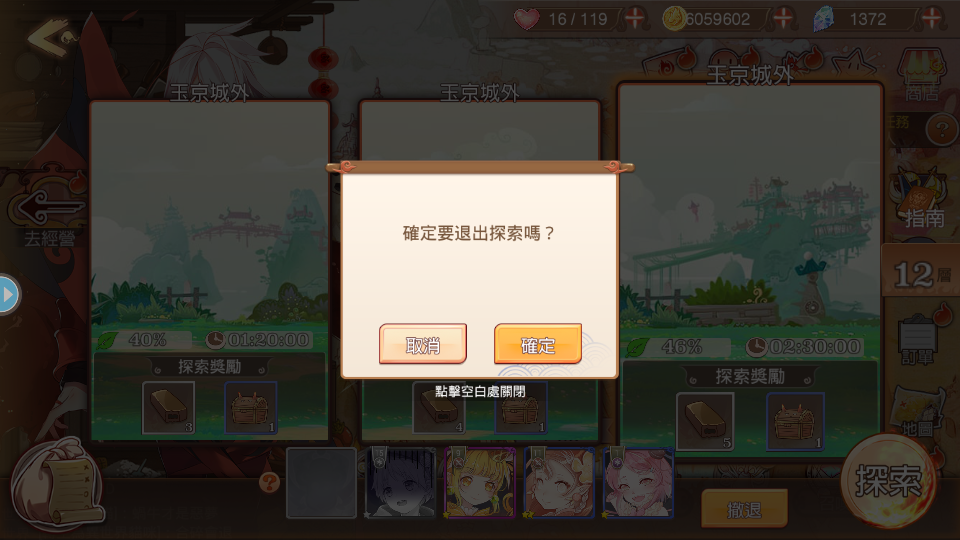 16 / 119
6059602
1372
玉京城外
玉京城外
玉京城外
商店
任務
?
去經營
指南
12層
訂單
地圖
確定要退出探索嗎？
取消
確定
點擊空白處關閉
40%
01:20:00
46%
02:30:00
探索獎勵
探索獎勵
3
1
4
1
5
1
?
撤退
探索